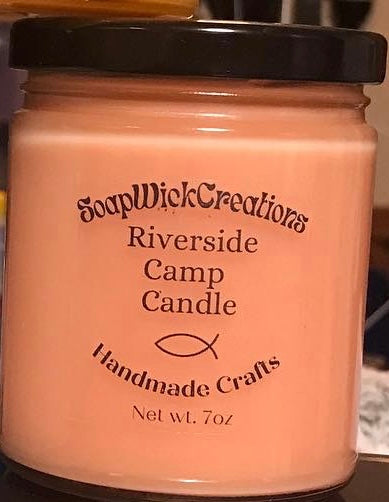 SoapWickCreations
Riverside
Camp
Candle
Handmade Crafts
Net wt. 7oz